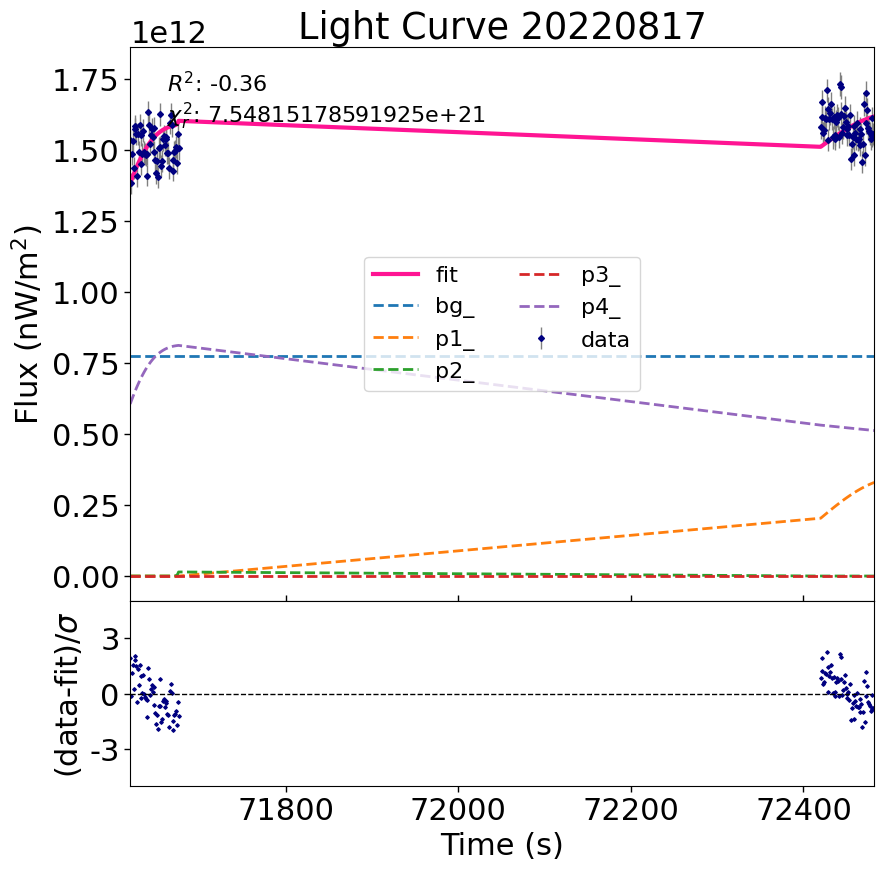 Light Curve 20220817
1e12
R²: -0.36
χ²ᵣ: 7.54815178591925e+21
1.75
1.50
1.25
1.00
0.75
0.50
0.25
0.00
Flux (nW/m²)
fit
bg_
p1_
p2_
p3_
p4_
data
3
0
-3
(data-fit)/σ
71800 72000 72200 72400
Time (s)